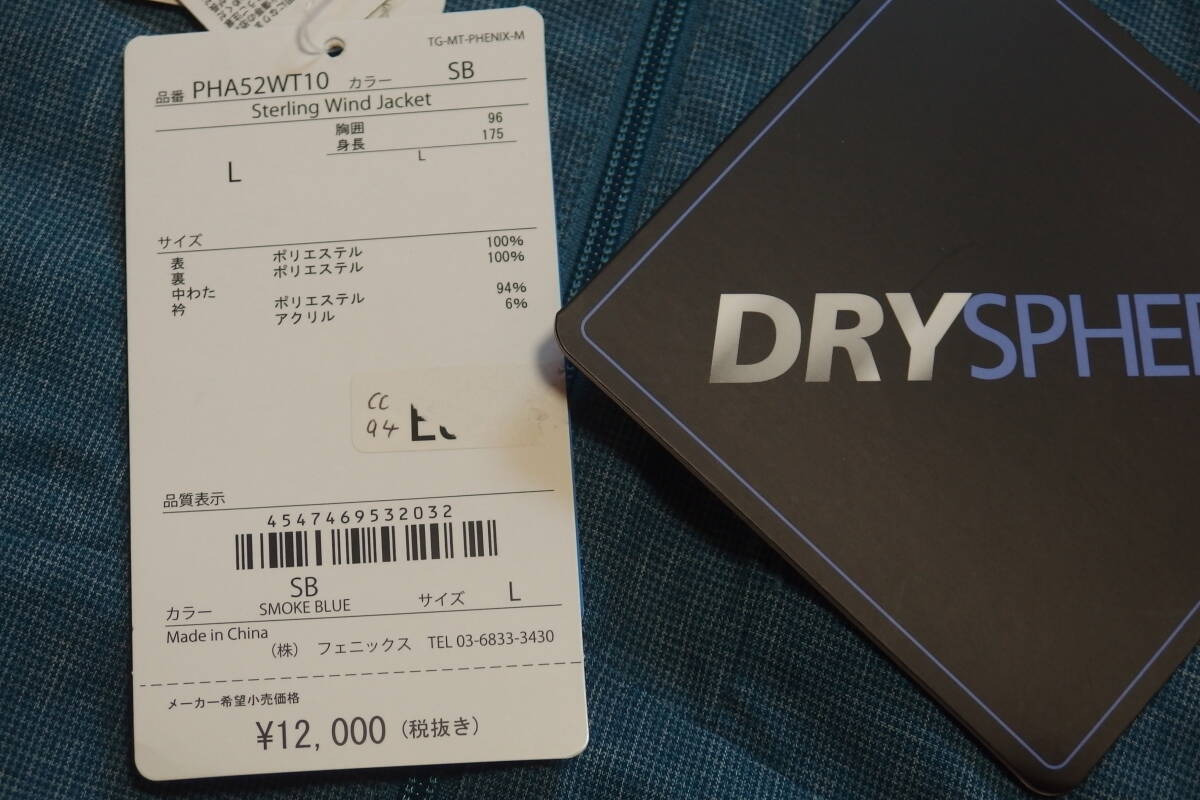 TG-MT-PHENIX-M
品番 PHA52WT10 カラー SB
Sterling Wind Jacket
胸囲 96
身長 175
L
L
サイズ
表 ポリエステル 100%
裏 ポリエステル 100%
中わた
衿 ポリエステル 94%
アクリル 6%
CC
94
品質表示
4547469532032
SB
カラー SMOKE BLUE サイズ L
Made in China
（株） フェニックス TEL 03-6833-3430
メーカー希望小売価格
¥12,000（税抜き）
DRYSPHER